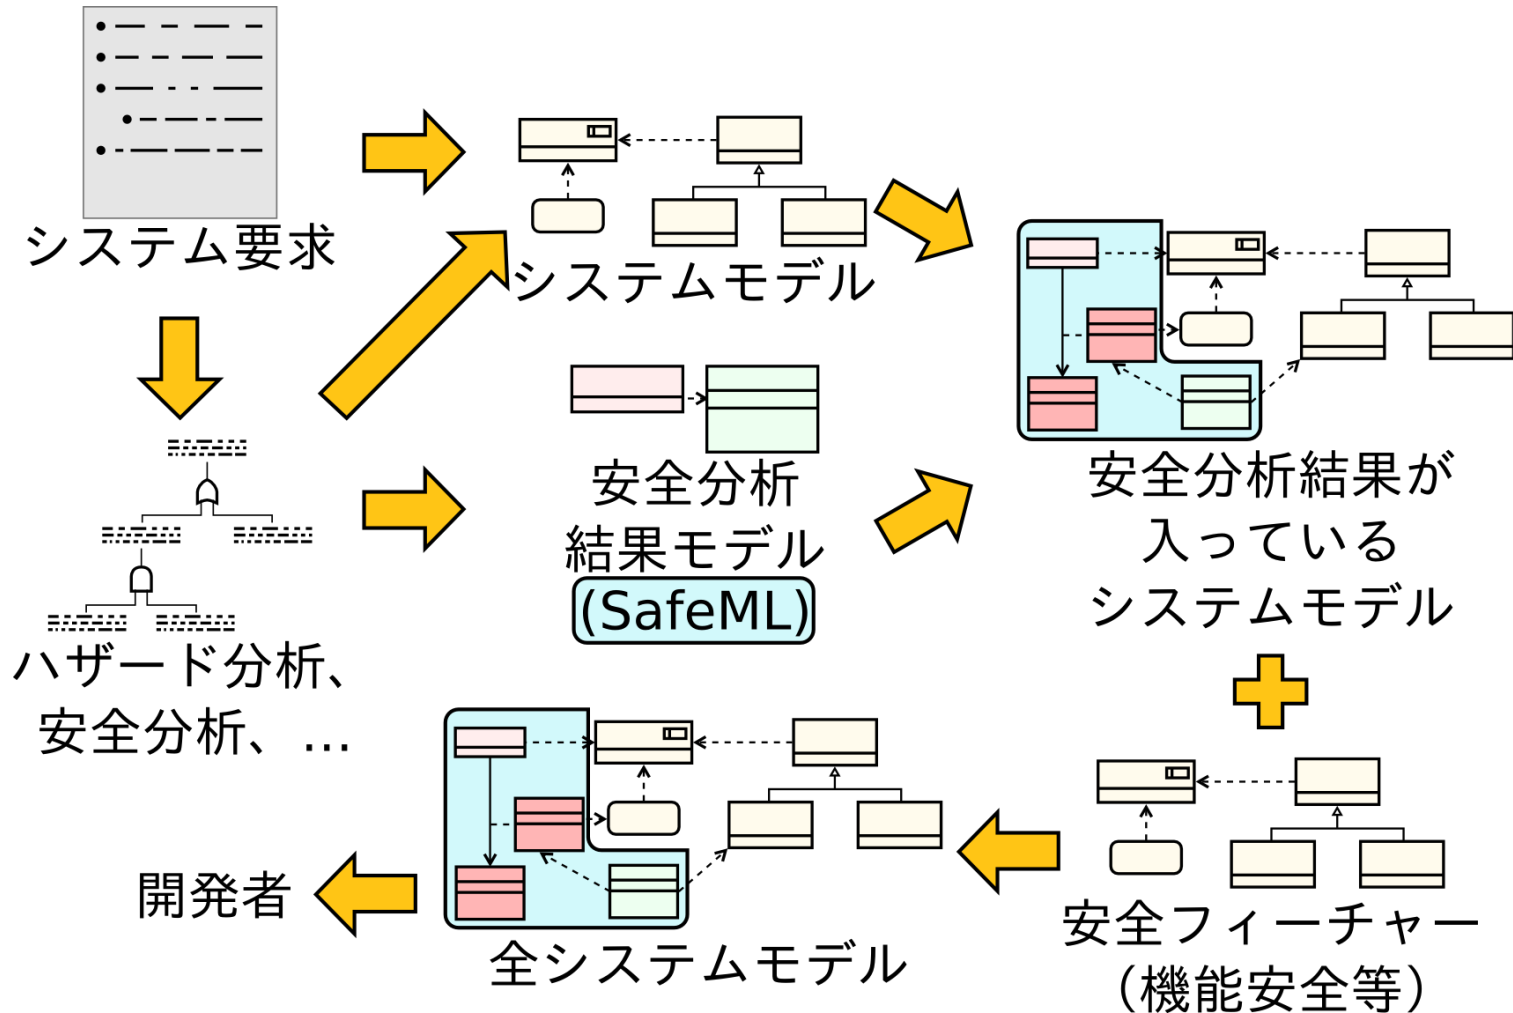 システム要求
システムモデル
安全分析
結果モデル
(SafeML)
ハザード分析、
安全分析、…
安全分析結果が
入っている
システムモデル
安全フィーチャー
（機能安全等）
全システムモデル
開発者